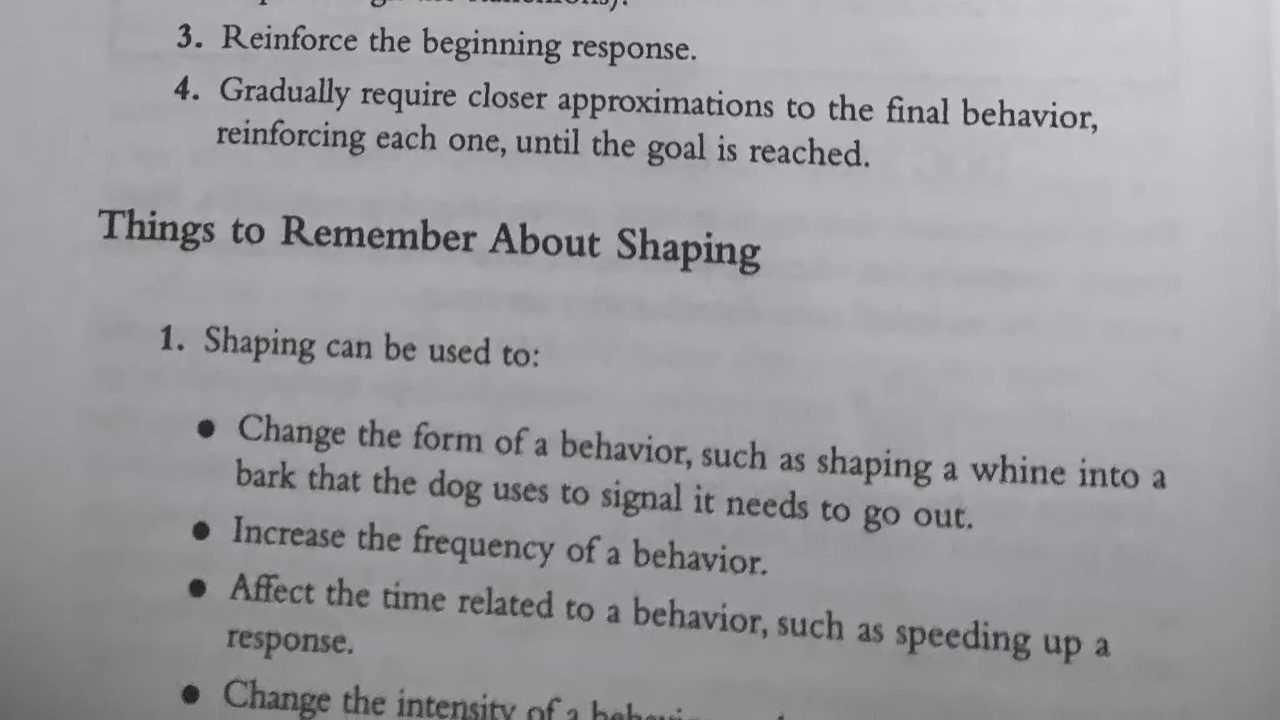 3. Reinforce the beginning response.
4. Gradually require closer approximations to the final behavior,
reinforcing each one, until the goal is reached.
Things to Remember About Shaping
1. Shaping can be used to:
● Change the form of a behavior, such as shaping a whine into a
bark that the dog uses to signal it needs to go out.
● Increase the frequency of a behavior.
● Affect the time related to a behavior, such as speeding up a
response.
● Change the intensity of a